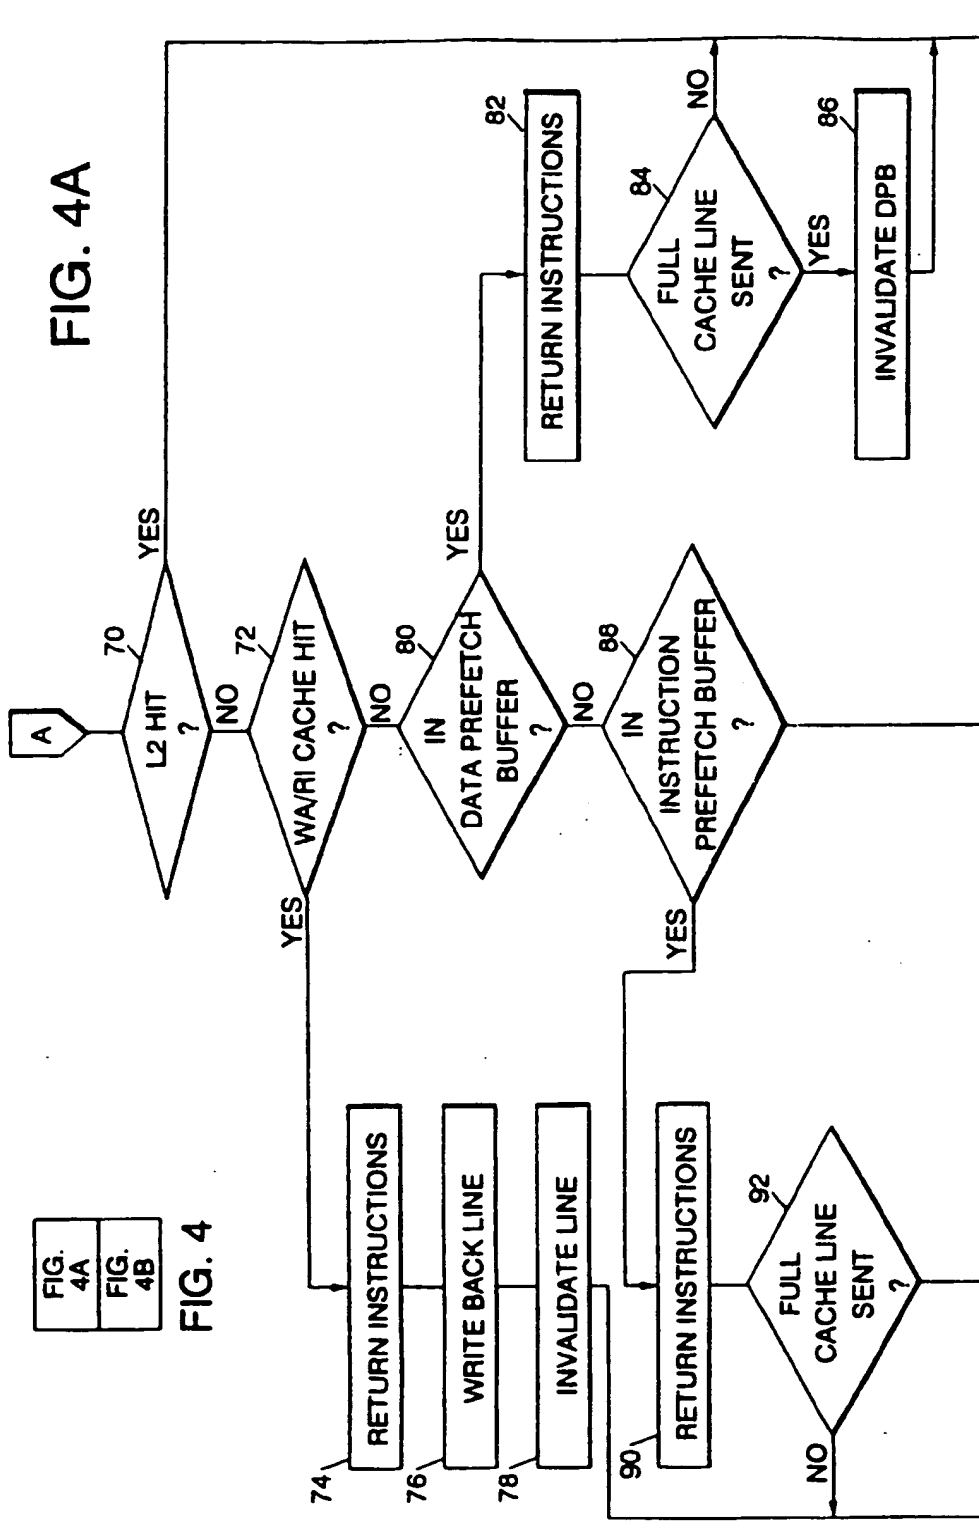 FIG. 4A
FIG.
4A
FIG.
4B
FIG. 4
A
70
L2 HIT
?
YES
NO
72
WA/RI CACHE HIT
?
YES
NO
74
RETURN INSTRUCTIONS
76
WRITE BACK LINE
78
INVALIDATE LINE
80
IN
DATA PREFETCH
BUFFER
?
YES
NO
82
RETURN INSTRUCTIONS
84
FULL
CACHE LINE
SENT
?
NO
YES
86
INVALIDATE DPB
88
IN
INSTRUCTION
PREFETCH BUFFER
?
YES
90
RETURN INSTRUCTIONS
92
FULL
CACHE LINE
SENT
?
NO